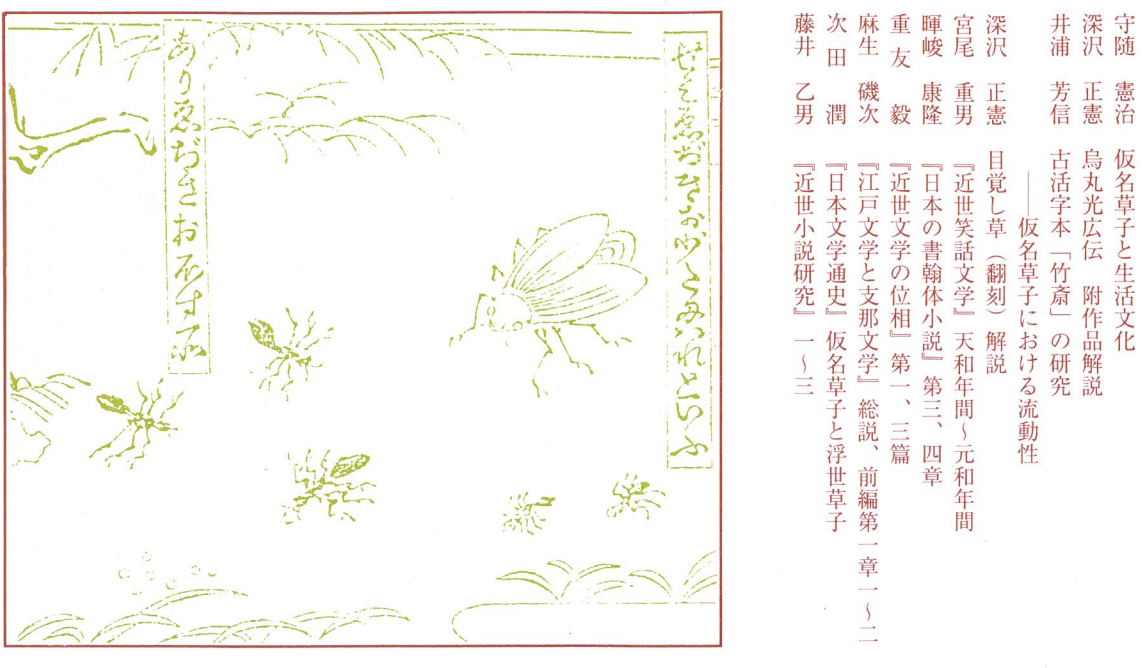 守随 憲治 仮名草子と生活文化
深沢 正憲 烏丸光広伝 附作品解説
井浦 芳信 古活字本「竹斎」の研究
――仮名草子における流動性
深沢 正憲 目覚し草（翻刻）解説
宮尾 重男 『近世笑話文学』天和年間～元和年間
暉峻 康隆 『日本の書翰体小説』第三、四章
重友 毅 『近世文学の位相』第一、三篇
麻生 磯次 『江戸文学と支那文学』総説、前編第一章一～二
次田 潤 『日本文学通史』仮名草子と浮世草子
藤井 乙男 『近世小説研究』一～三
あり